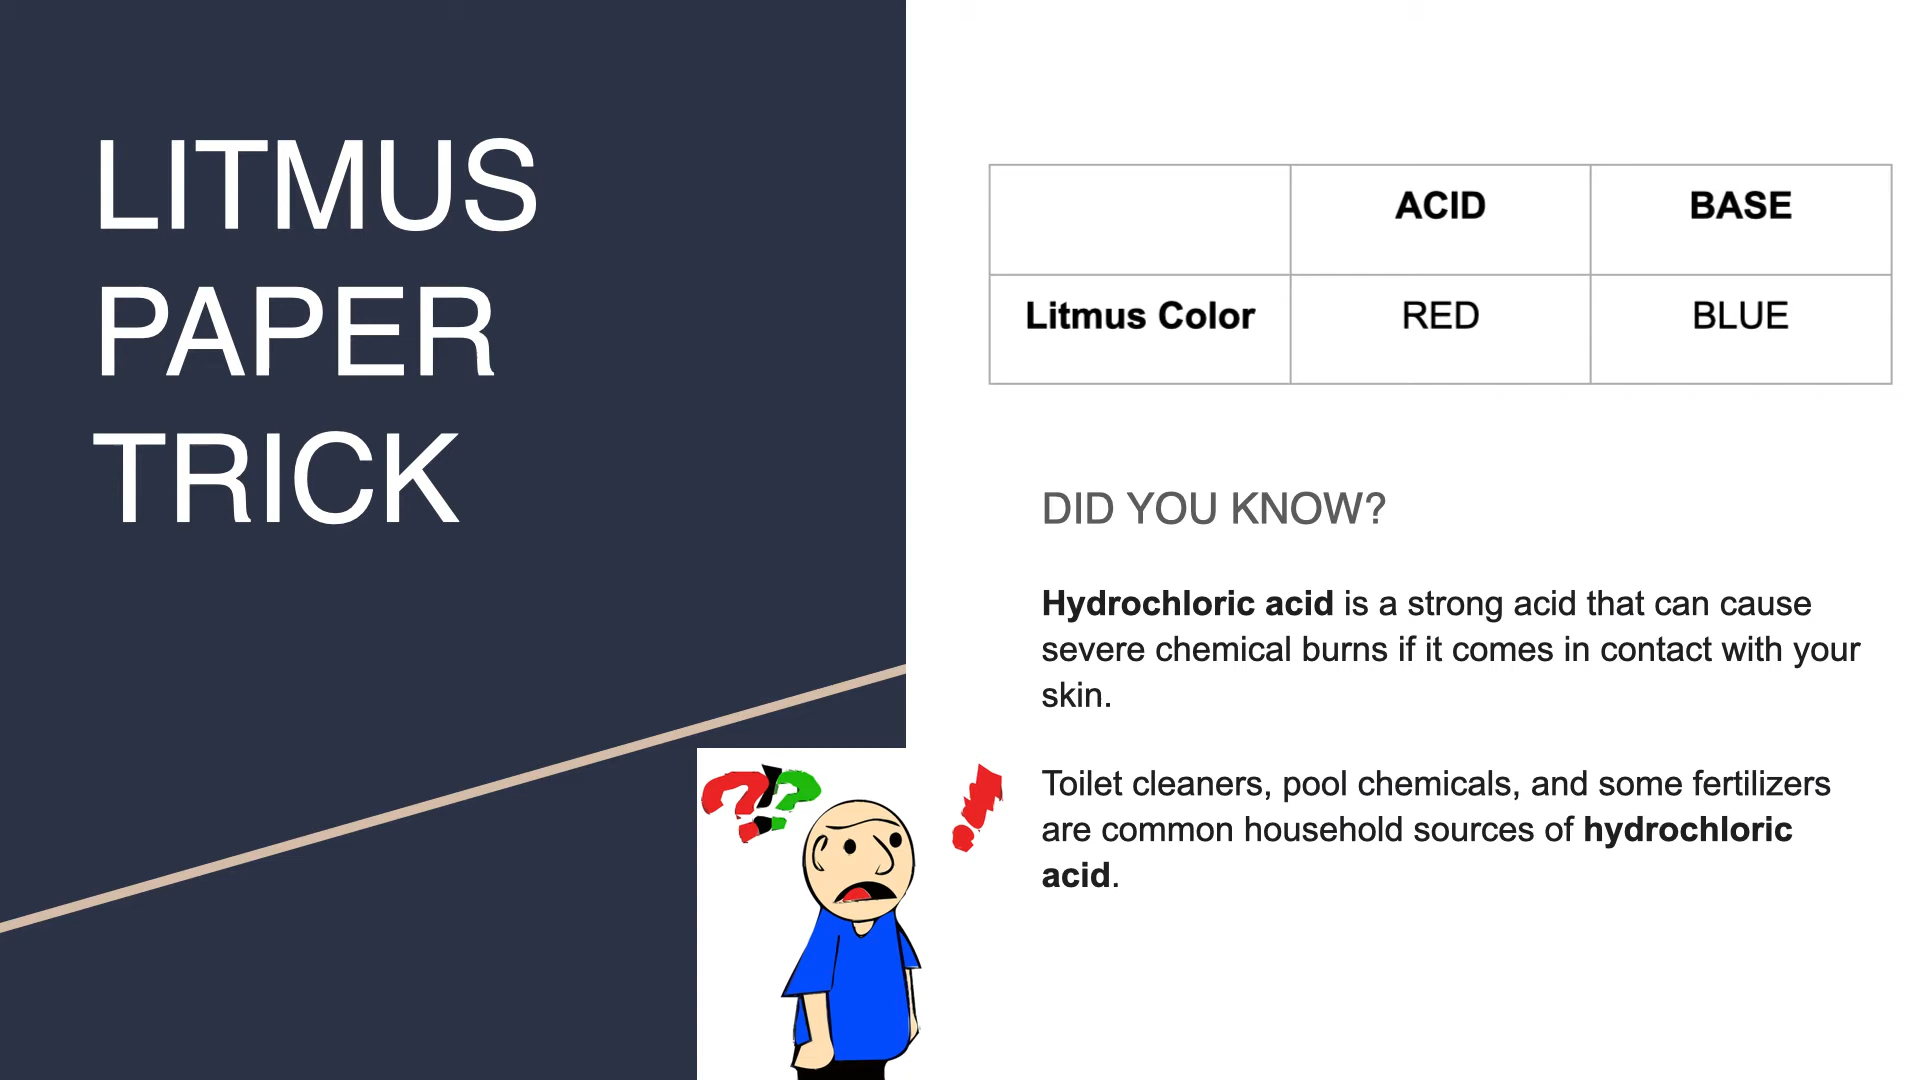 LITMUS
PAPER
TRICK
ACID BASE
Litmus Color RED BLUE
DID YOU KNOW?
Hydrochloric acid is a strong acid that can cause
severe chemical burns if it comes in contact with your
skin.
Toilet cleaners, pool chemicals, and some fertilizers
are common household sources of hydrochloric
acid.
??
!